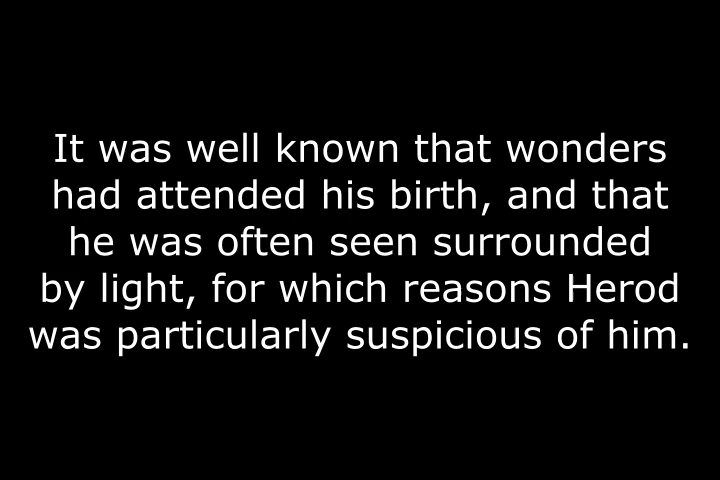 It was well known that wonders
had attended his birth, and that
he was often seen surrounded
by light, for which reasons Herod
was particularly suspicious of him.